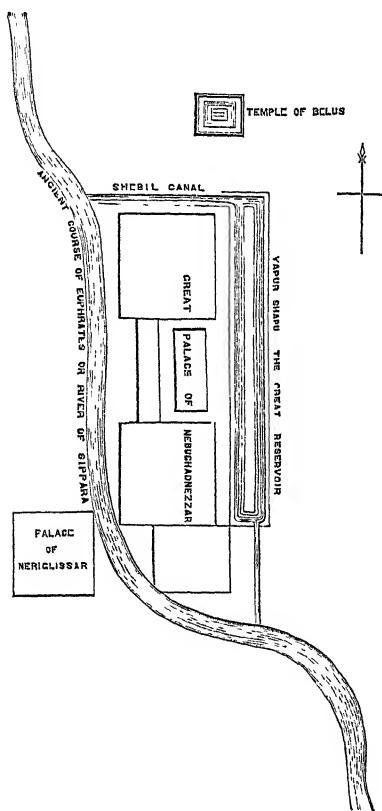 TEMPLE OF BELUS
SHEBIL CANAL
ANCIENT COURSE OF EUPHRATES OR RIVER OF SIPPARA
GREAT
PALACE OF
NEBUCHADNEZZAR
YAPUR SHAPU THE GREAT RESERVOIR
PALACE
OF
NERIGLISSAR